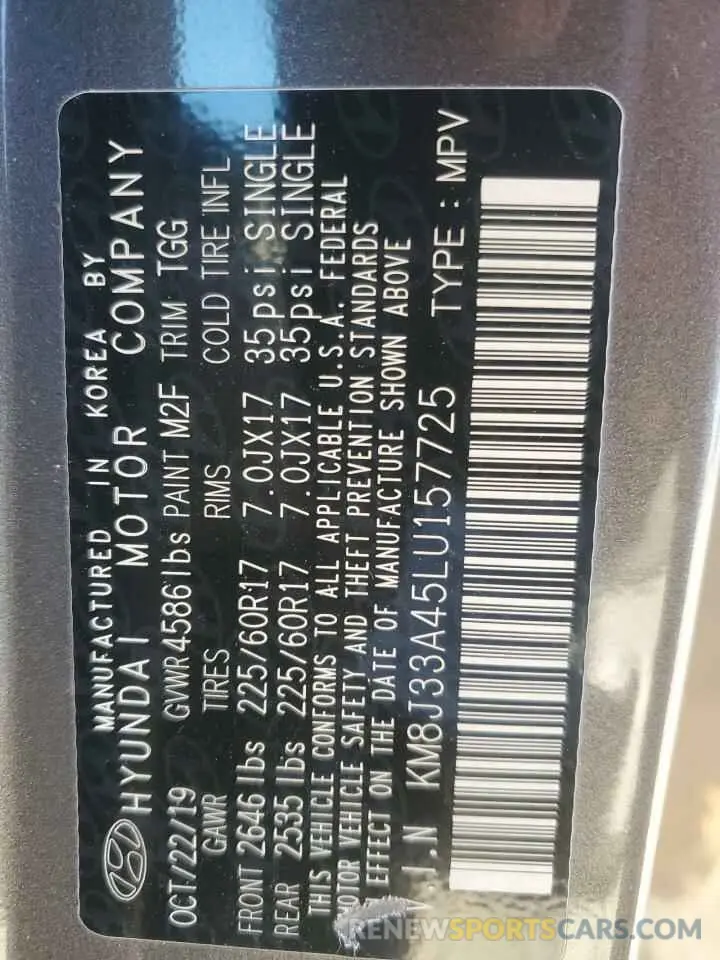 MANUFACTURED IN KOREA BY
HYUNDAI MOTOR COMPANY
OCT/22/19 GVWR4586lbs PAINT M2F TRIM TGG
GAWR TIRES RIMS COLD TIRE INFL
FRONT 2646lbs 225/60R17 7.0JX17 35psi SINGLE
REAR 2535lbs 225/60R17 7.0JX17 35psi SINGLE
THIS VEHICLE CONFORMS TO ALL APPLICABLE U.S.A. FEDERAL
MOTOR VEHICLE SAFETY AND THEFT PREVENTION STANDARDS
EFFECT ON THE DATE OF MANUFACTURE SHOWN ABOVE
V.I.N KM8J33A45LU157725 TYPE : MPV
RENEWSPORTSCARS.COM